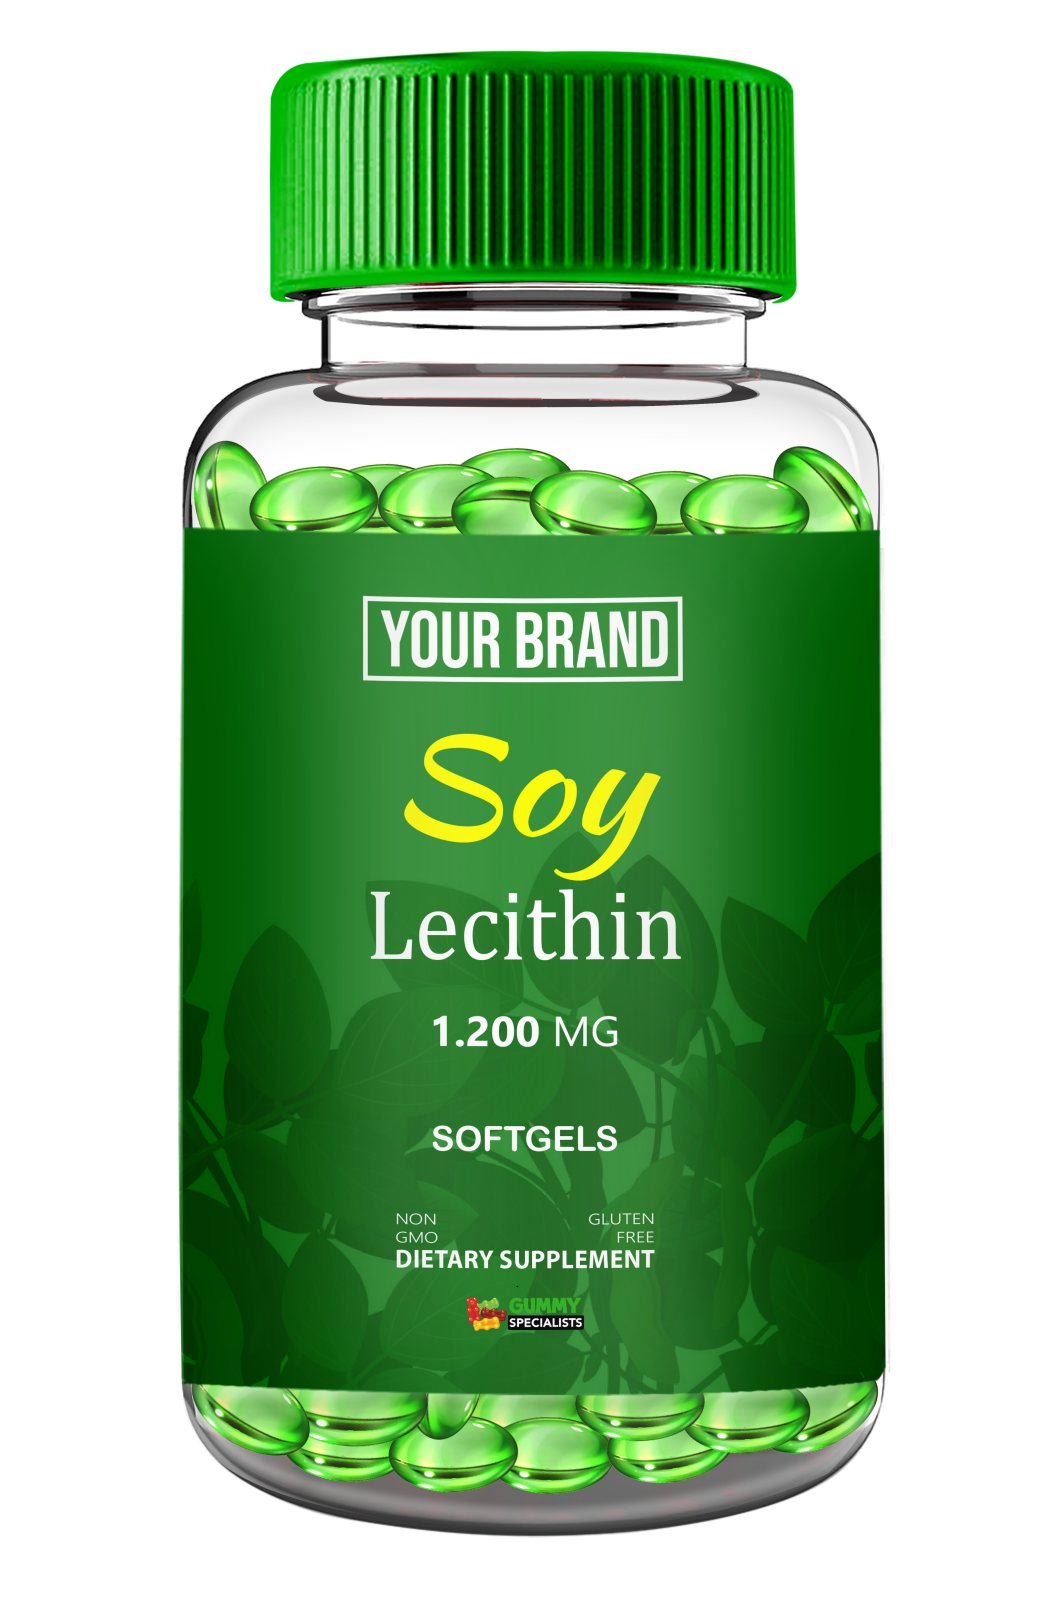 YOUR BRAND
Soy
Lecithin
1.200 MG
SOFTGELS
NON GLUTEN
GMO FREE
DIETARY SUPPLEMENT
GUMMY
SPECIALISTS